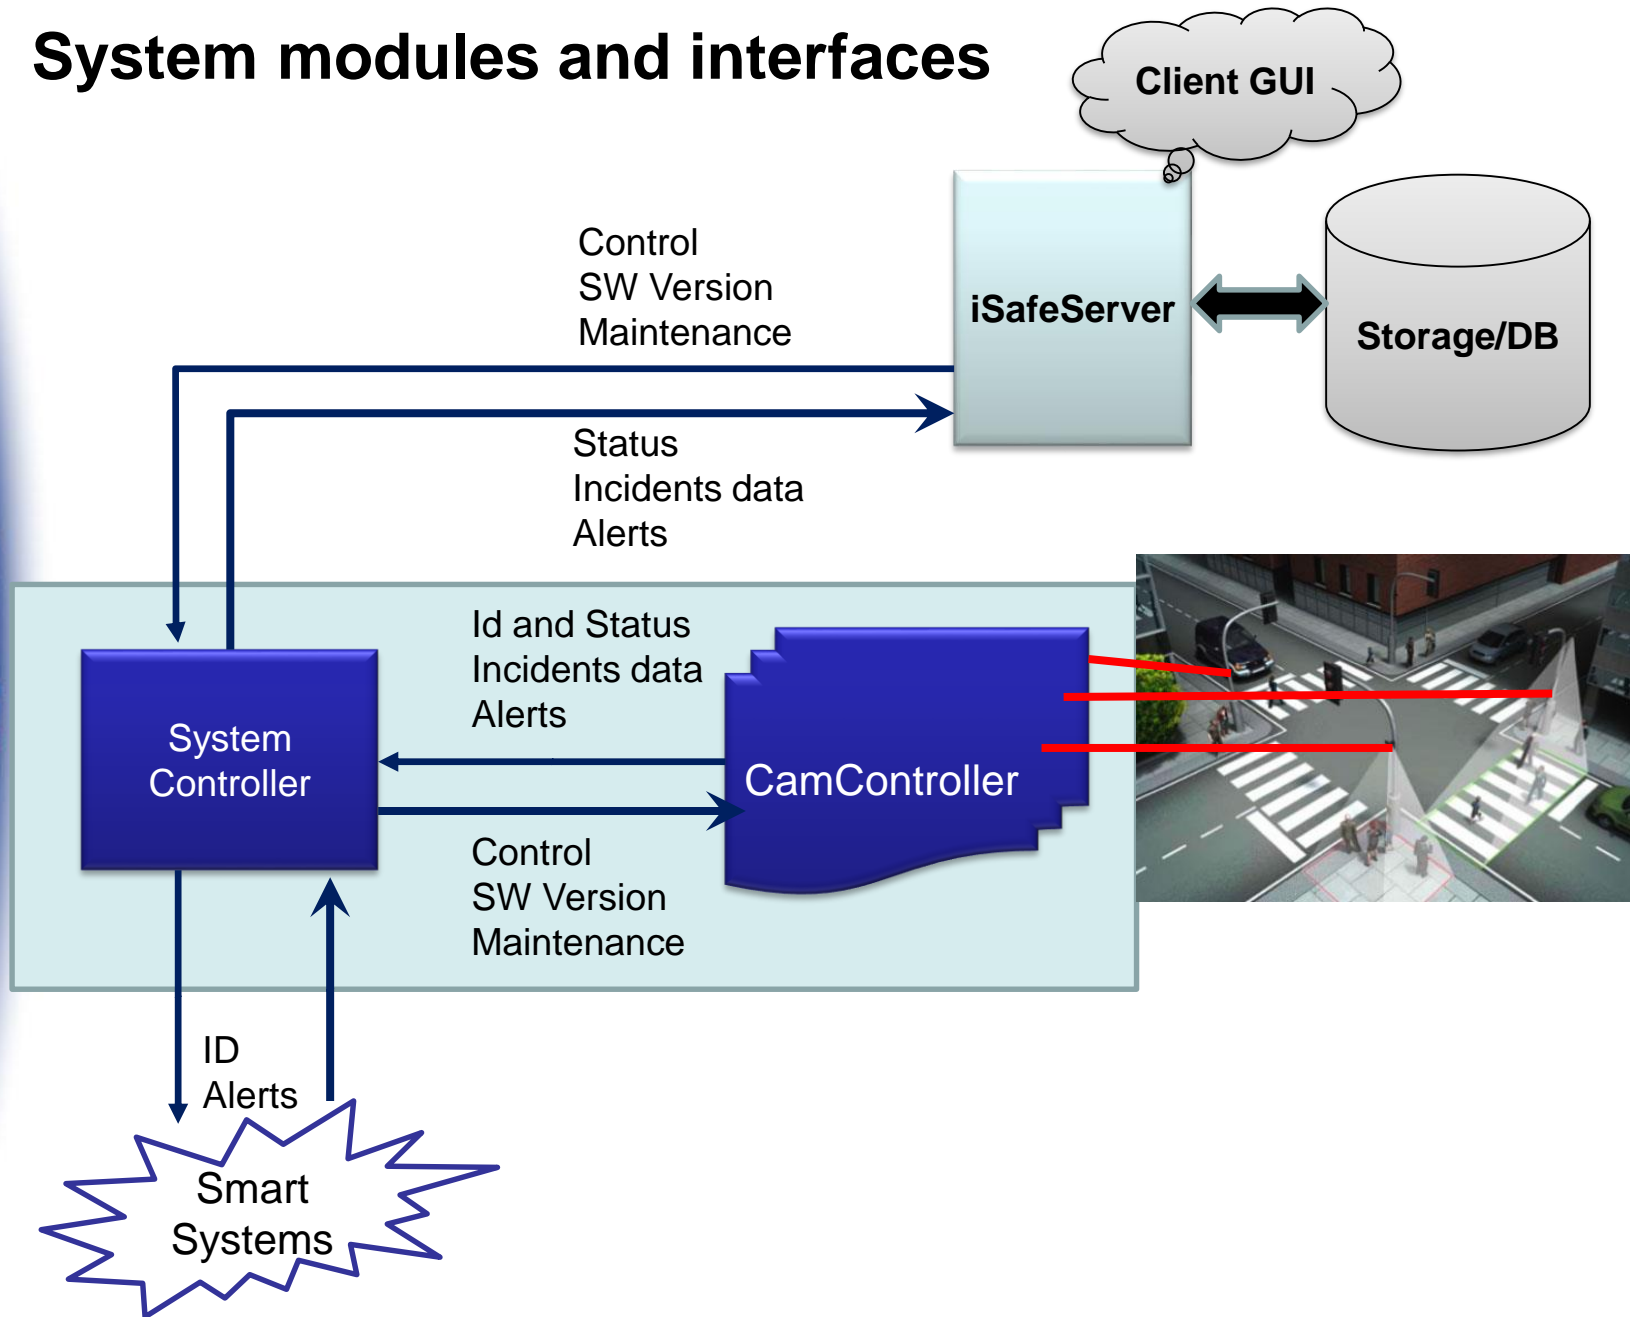 System modules and interfaces
Client GUI
Control
SW Version
Maintenance
iSafeServer
Storage/DB
Status
Incidents data
Alerts
Id and Status
Incidents data
Alerts
System
Controller
CamController
Control
SW Version
Maintenance
ID
Alerts
Smart
Systems